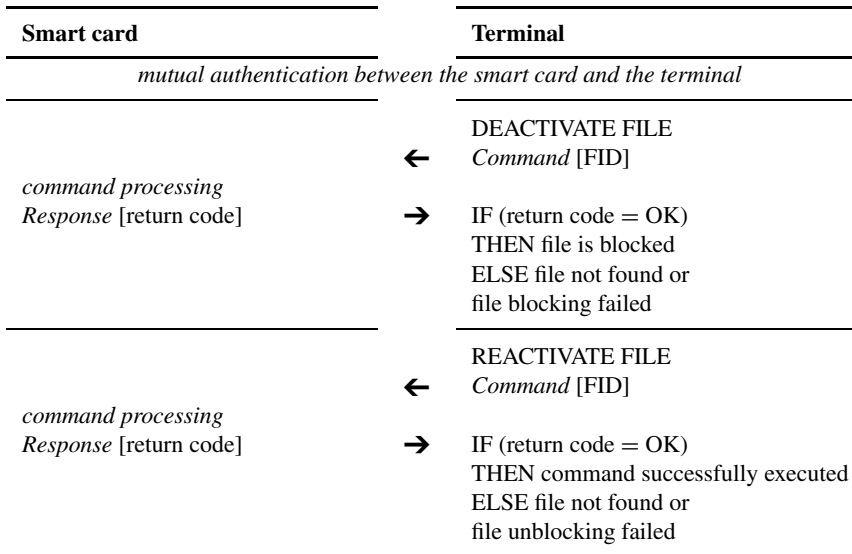 Smart card Terminal
mutual authentication between the smart card and the terminal
DEACTIVATE FILE
← Command [FID]
command processing
Response [return code] → IF (return code = OK)
THEN file is blocked
ELSE file not found or
file blocking failed
REACTIVATE FILE
← Command [FID]
command processing
Response [return code] → IF (return code = OK)
THEN command successfully executed
ELSE file not found or
file unblocking failed